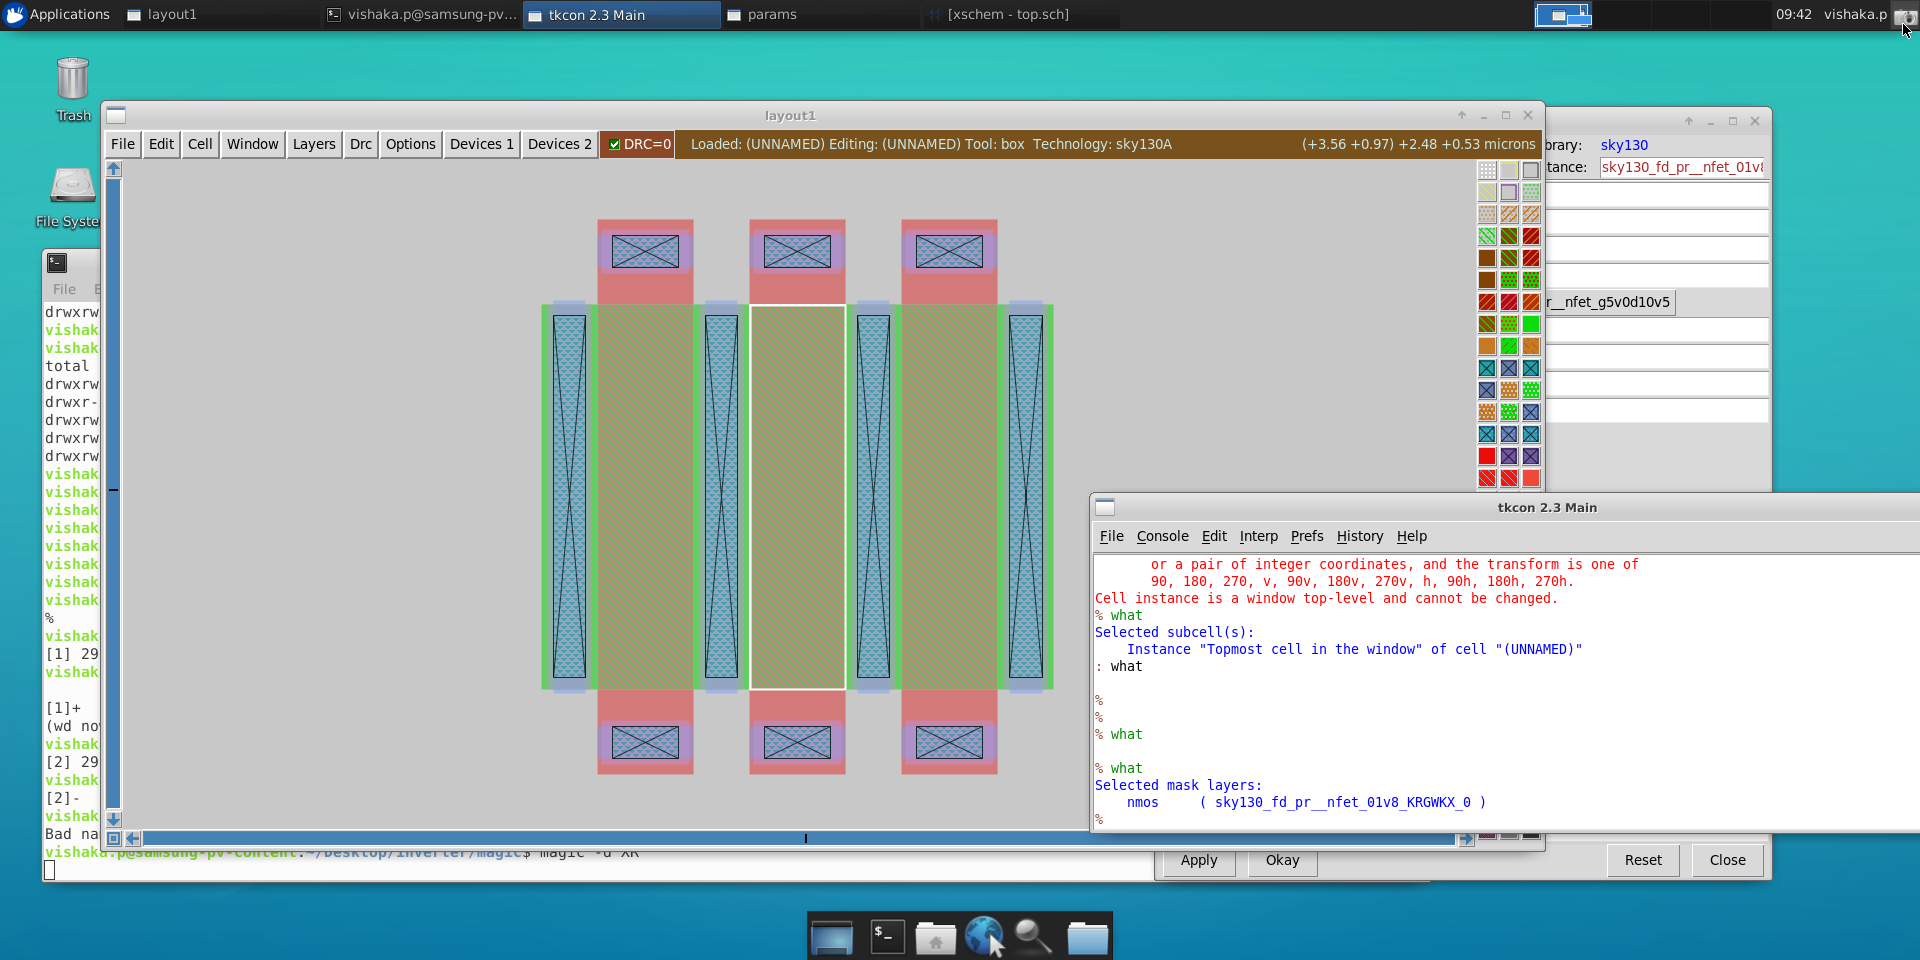 Applications
layout1
vishaka.p@samsung-pv...
tkcon 2.3 Main
params
[xschem - top.sch]
09:42
vishaka.p
Trash
File Syste
layout1
File Edit Cell Window Layers Drc Options Devices 1 Devices 2 DRC=0 Loaded: (UNNAMED) Editing: (UNNAMED) Tool: box Technology: sky130A (+3.56 +0.97) +2.48 +0.53 microns
brary: sky130
tance: sky130_fd_pr__nfet_01v8
r__nfet_g5v0d10v5
File E
drwxrw
vishak
vishak
total
drwxrw
drwxr-
drwxrw
drwxrw
drwxrw
vishak
vishak
vishak
vishak
vishak
vishak
vishak
vishak
%
vishak
[1] 29
vishak
[1]+
(wd no
vishak
[2] 29
vishak
[2]-
vishak
Bad na
vishaka.p@samsung-pv-content:~/Desktop/inverter/magic$ magic -d XR
tkcon 2.3 Main
File Console Edit Interp Prefs History Help
or a pair of integer coordinates, and the transform is one of
90, 180, 270, v, 90v, 180v, 270v, h, 90h, 180h, 270h.
Cell instance is a window top-level and cannot be changed.
% what
Selected subcell(s):
Instance "Topmost cell in the window" of cell "(UNNAMED)"
: what
%
%
% what
% what
Selected mask layers:
nmos ( sky130_fd_pr__nfet_01v8_KRGWKX_0 )
%
Apply Okay Reset Close